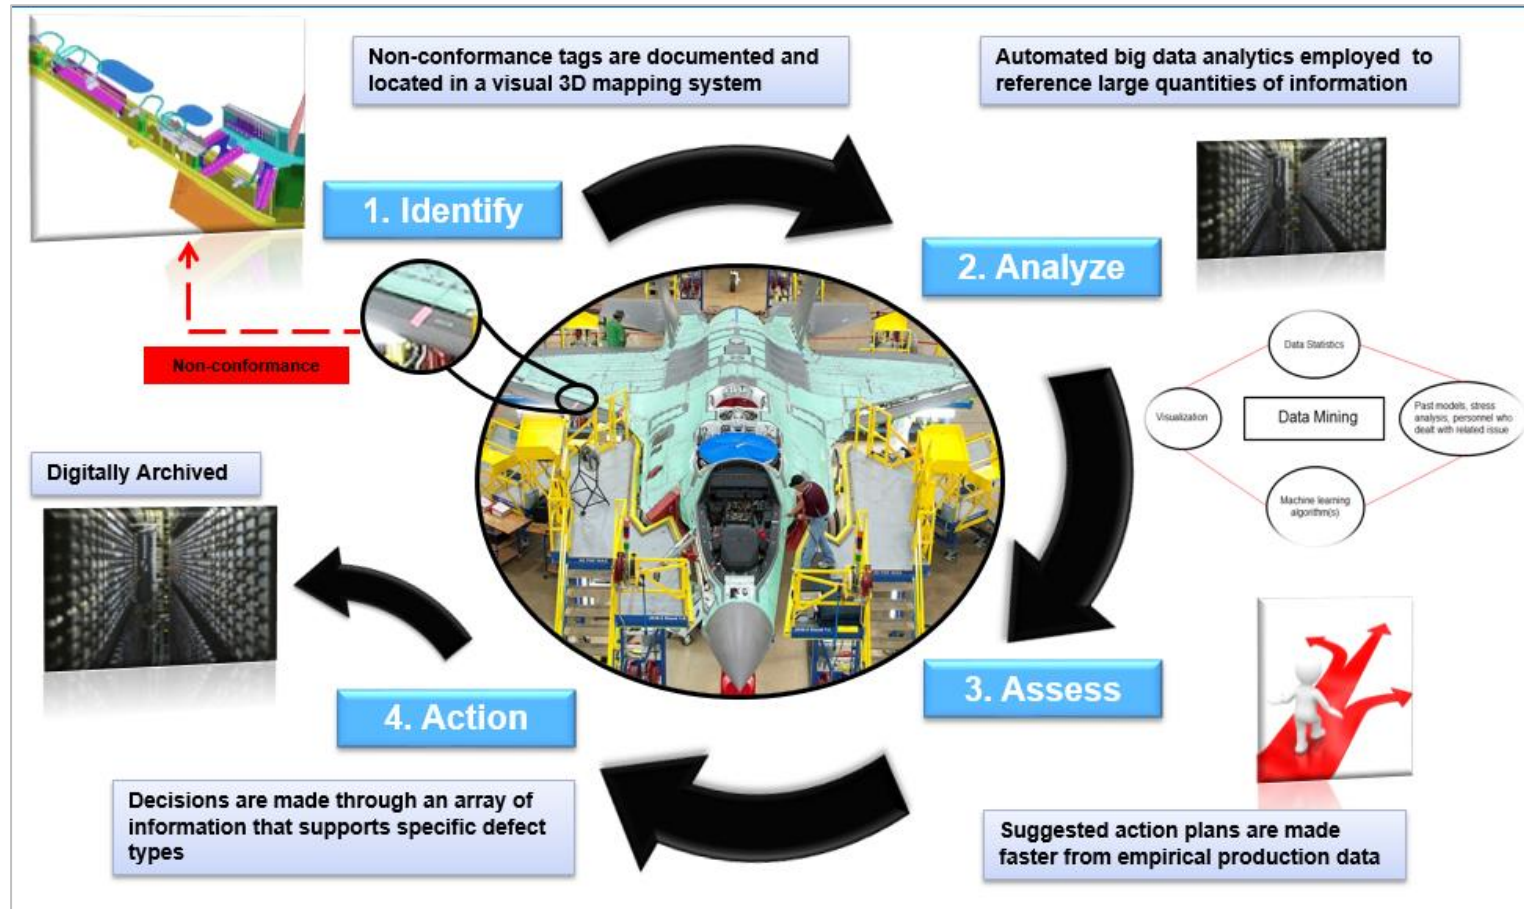 Non-conformance tags are documented and
located in a visual 3D mapping system
Automated big data analytics employed to
reference large quantities of information
1. Identify
2. Analyze
Non-conformance
Data Statistics
Visualization
Data Mining
Past models, stress
analysis, personnel who
dealt with related issue
Machine learning
algorithm(s)
Digitally Archived
3. Assess
4. Action
Decisions are made through an array of
information that supports specific defect
types
Suggested action plans are made
faster from empirical production data